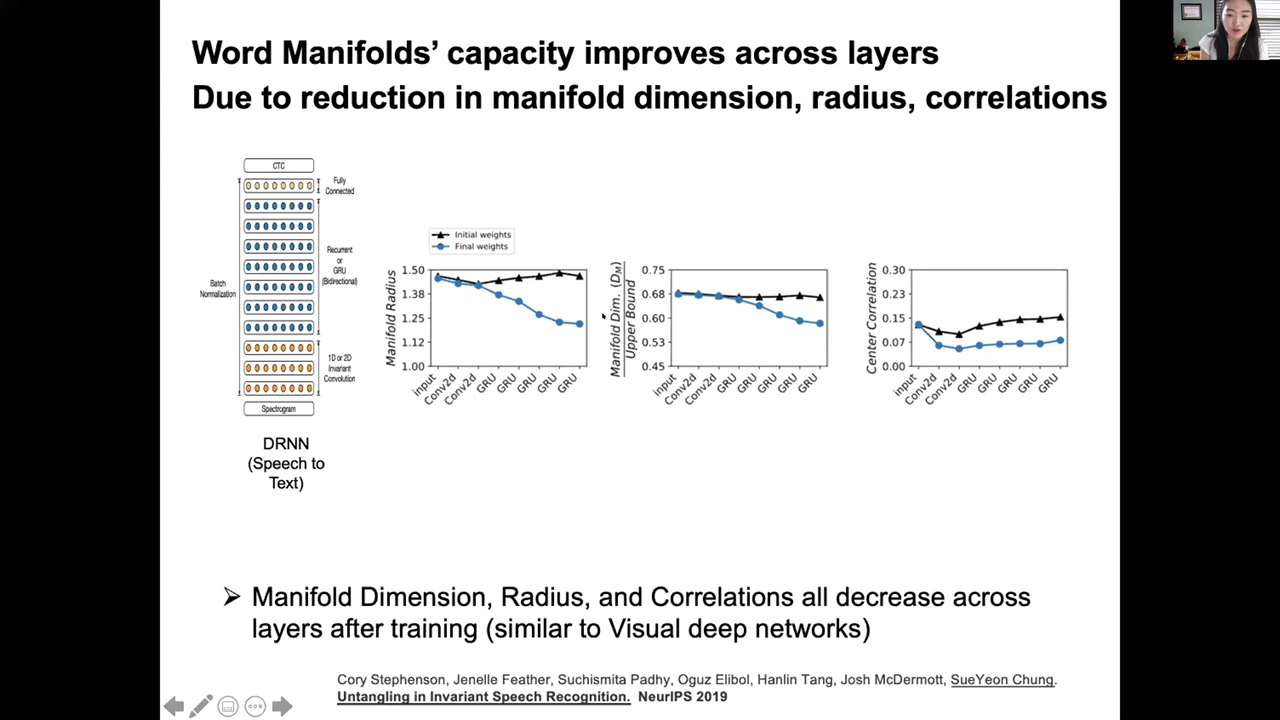 Word Manifolds' capacity improves across layers
Due to reduction in manifold dimension, radius, correlations
CTC
Fully
Connected
Recurrent
or
GRU
(Bidirectional)
Batch
Normalization
1D or 2D
Invariant
Convolution
Spectrogram
DRNN
(Speech to
Text)
Initial weights
Final weights
Manifold Radius
1.50
1.38
1.25
1.12
1.00
input
Conv2d
Conv2d
GRU
GRU
GRU
GRU
GRU
Manifold Dim. (DM)
Upper Bound
0.75
0.68
0.60
0.53
0.45
input
Conv2d
Conv2d
GRU
GRU
GRU
GRU
GRU
Center Correlation
0.30
0.23
0.15
0.07
0.00
input
Conv2d
Conv2d
GRU
GRU
GRU
GRU
GRU
➢ Manifold Dimension, Radius, and Correlations all decrease across
layers after training (similar to Visual deep networks)
Cory Stephenson, Jenelle Feather, Suchismita Padhy, Oguz Elibol, Hanlin Tang, Josh McDermott, SueYeon Chung.
Untangling in Invariant Speech Recognition. NeurIPS 2019